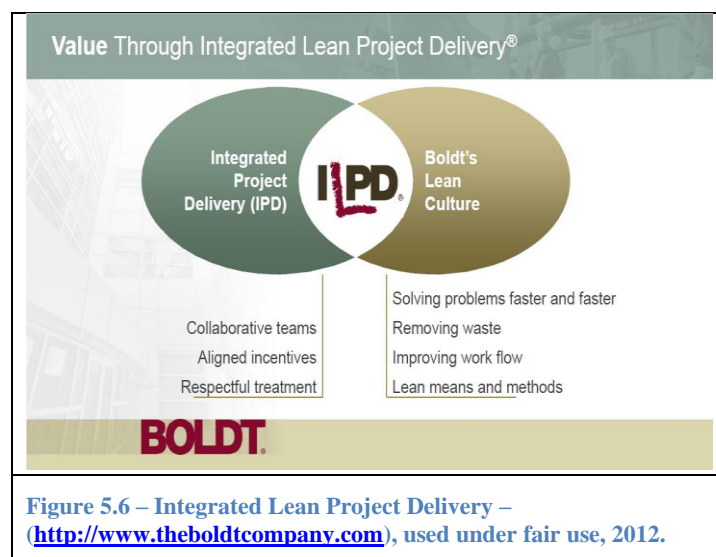 Value Through Integrated Lean Project Delivery®
Integrated
Project
Delivery (IPD)
ILPD®
Boldt's
Lean
Culture
Collaborative teams
Aligned incentives
Respectful treatment
Solving problems faster and faster
Removing waste
Improving work flow
Lean means and methods
BOLDT®
Figure 5.6 – Integrated Lean Project Delivery –
(http://www.theboldtcompany.com), used under fair use, 2012.